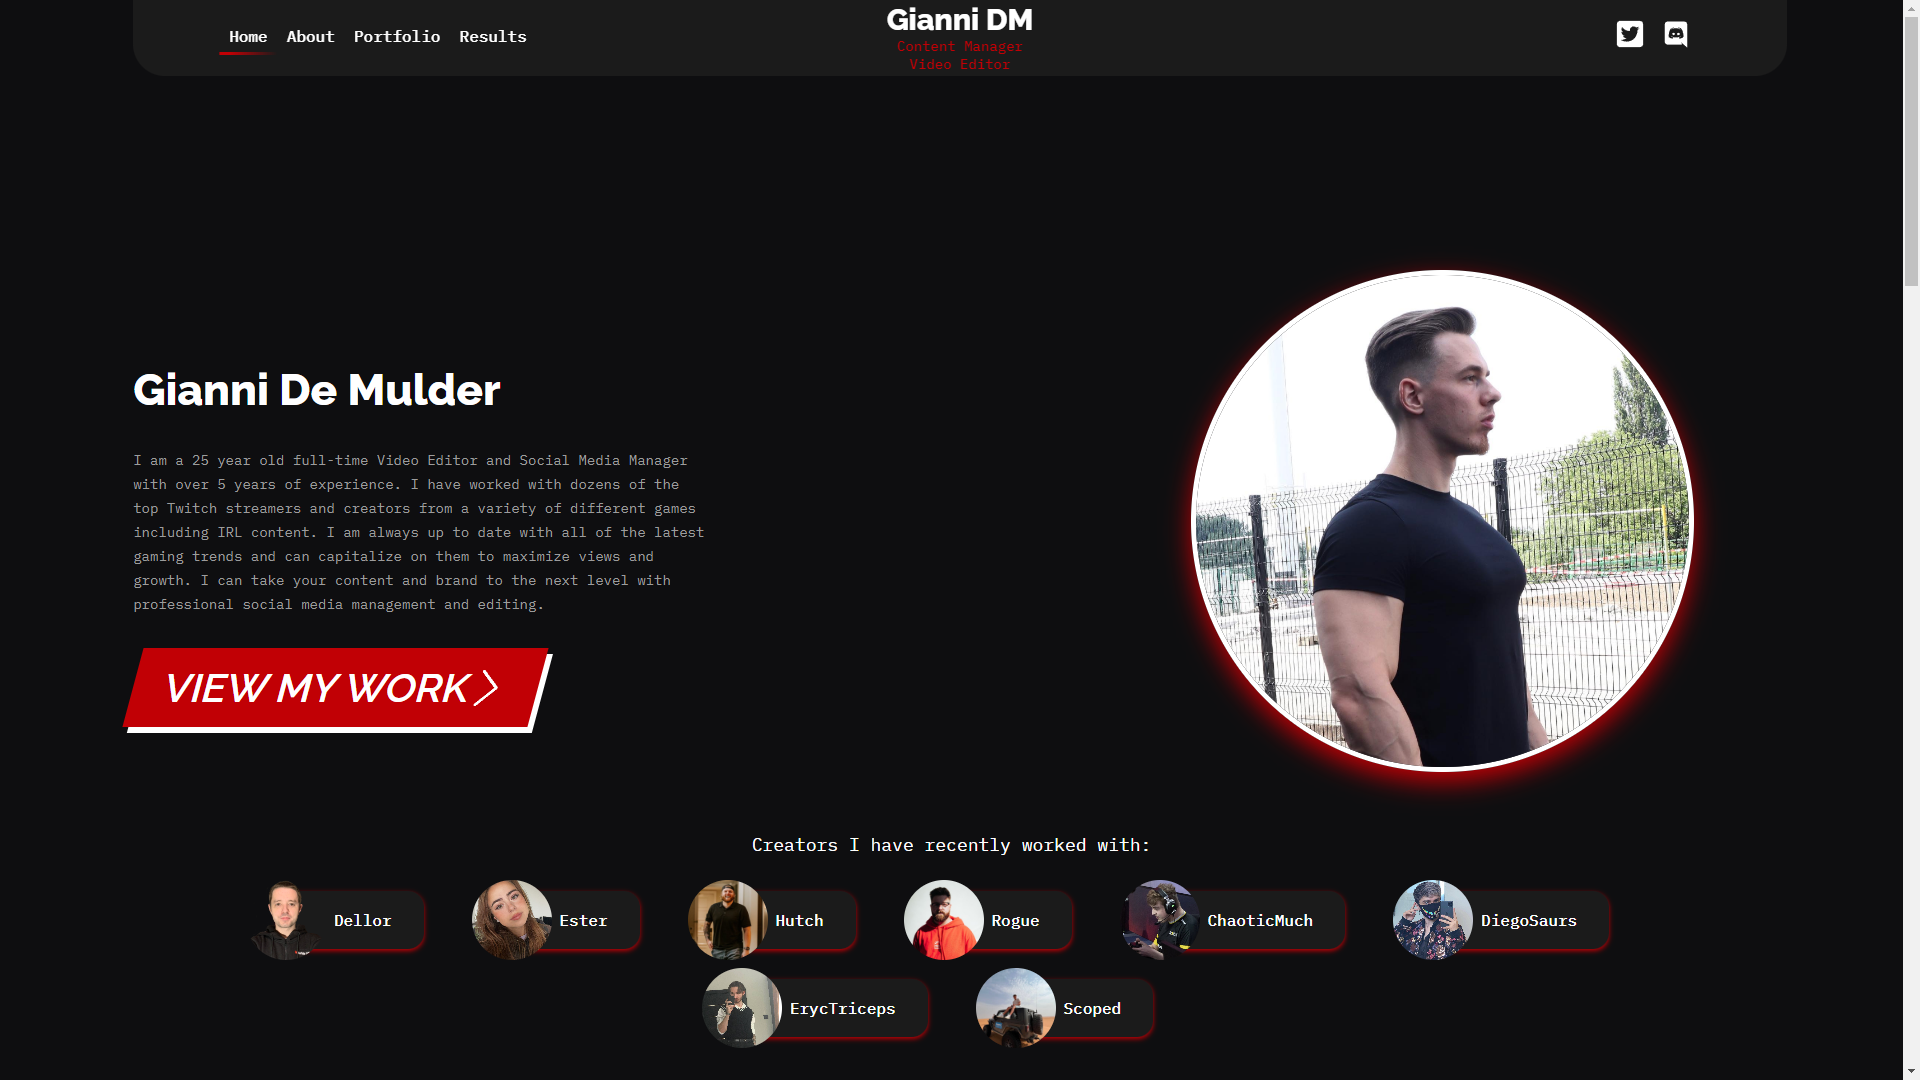 Home About Portfolio Results
Gianni DM
Content Manager
Video Editor
Gianni De Mulder
I am a 25 year old full-time Video Editor and Social Media Manager
with over 5 years of experience. I have worked with dozens of the
top Twitch streamers and creators from a variety of different games
including IRL content. I am always up to date with all of the latest
gaming trends and can capitalize on them to maximize views and
growth. I can take your content and brand to the next level with
professional social media management and editing.
VIEW MY WORK
Creators I have recently worked with:
Dellor
Ester
Hutch
Rogue
ChaoticMuch
DiegoSaurs
ErycTriceps
Scoped